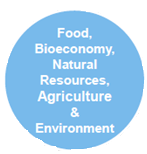 Food,
Bioeconomy,
Natural
Resources,
Agriculture
&
Environment